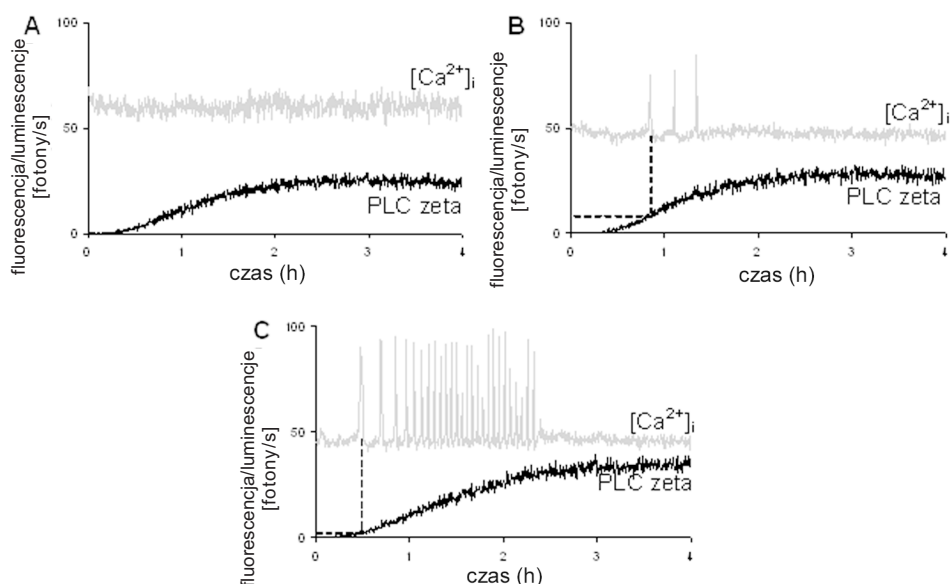 A
100
50
0
fluorescencja/luminescencje
[fotony/s]
[Ca²⁺]ᵢ
PLC zeta
0 1 2 3 4
czas (h)
B
100
50
0
fluorescencja/luminescencje
[fotony/s]
[Ca²⁺]ᵢ
PLC zeta
0 1 2 3 4
czas (h)
C
100
50
0
fluorescencja/luminescencje
[fotony/s]
[Ca²⁺]ᵢ
PLC zeta
0 1 2 3 4
czas (h)